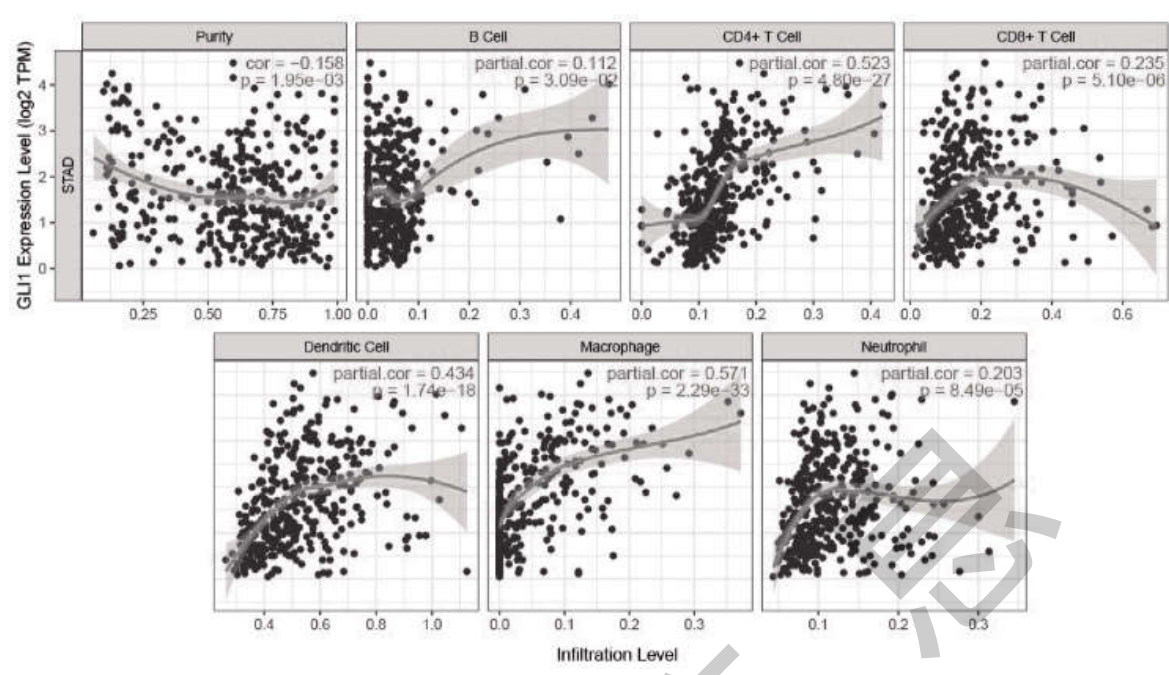 Purity
B Cell
CD4+ T Cell
CD8+ T Cell
cor = −0.158
p = 1.95e−03
partial.cor = 0.112
p = 3.09e−02
partial.cor = 0.523
p = 4.80e−27
partial.cor = 0.235
p = 5.10e−06
GLI1 Expression Level (log2 TPM)
STAD
4
3
2
1
0
0.25 0.50 0.75 1.00
0.0 0.1 0.2 0.3 0.4
0.0 0.1 0.2 0.3 0.4
0.0 0.2 0.4 0.6
Dendritic Cell
Macrophage
Neutrophil
partial.cor = 0.434
p = 1.74e−18
partial.cor = 0.571
p = 2.29e−33
partial.cor = 0.203
p = 8.49e−05
0.4 0.6 0.8 1.0
0.0 0.1 0.2 0.3
0.1 0.2 0.3
Infiltration Level